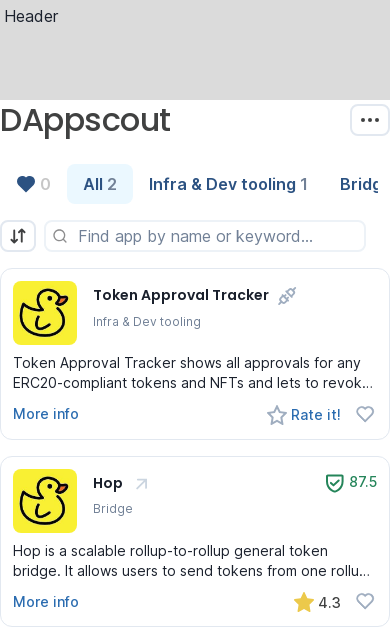 Header
DAppscout
0 All 2 Infra & Dev tooling 1 Bridg
Find app by name or keyword...
Token Approval Tracker
Infra & Dev tooling
Token Approval Tracker shows all approvals for any
ERC20-compliant tokens and NFTs and lets to revok...
More info Rate it!
Hop 87.5
Bridge
Hop is a scalable rollup-to-rollup general token
bridge. It allows users to send tokens from one rollu...
More info 4.3